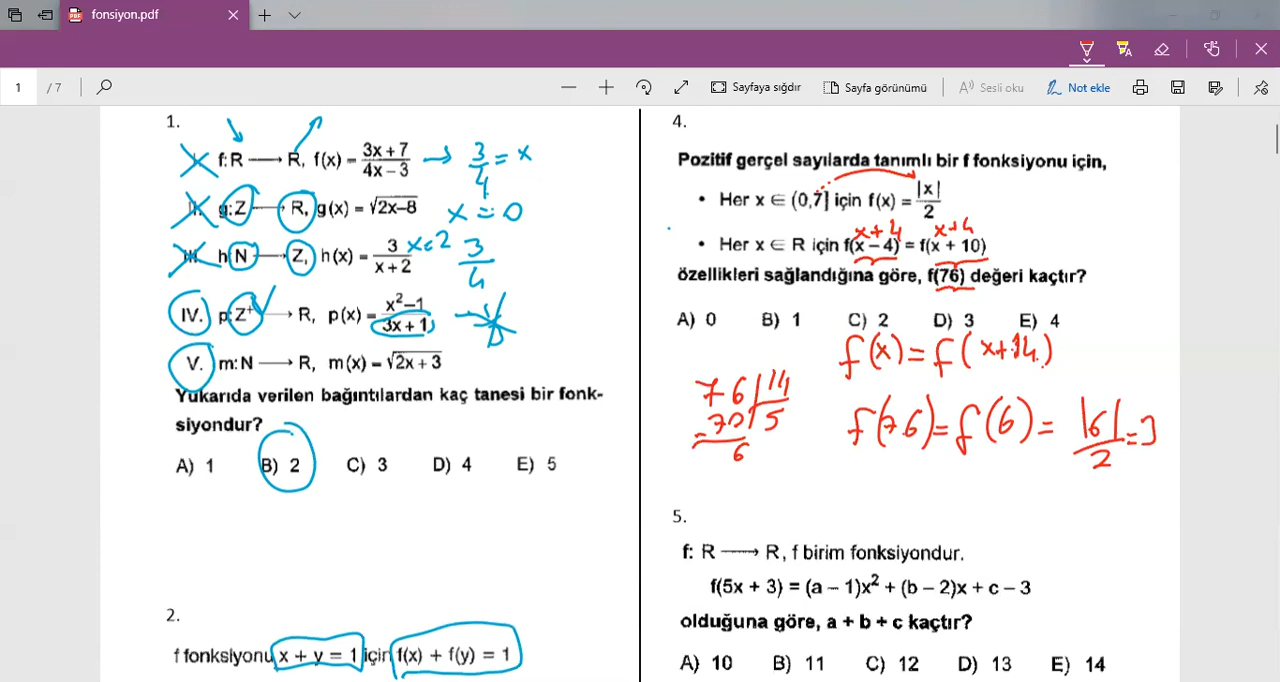 fonsiyon.pdf
1 / 7
Sayfaya sığdır
Sayfa görünümü
Sesli oku
Not ekle
1.
f: R → R, f(x) = (3x + 7)/(4x – 3) → 3/4 = x
g: Z → R, g(x) = √(2x–8) x = 0
h N → Z, h(x) = 3/(x + 2) x=2 3/4
IV. p: Z⁺ → R, p(x) = (x² – 1)/(3x + 1)
V. m: N → R, m(x) = √(2x + 3)
Yukarıda verilen bağıntılardan kaç tanesi bir fonk-
siyondur?
A) 1 B) 2 C) 3 D) 4 E) 5
2.
f fonksiyonu x + y = 1 için f(x) + f(y) = 1
4.
Pozitif gerçel sayılarda tanımlı bir f fonksiyonu için,
• Her x ∈ (0,7] için f(x) = |x|/2
x+4 x+4
• Her x ∈ R için f(x – 4) = f(x + 10)
özellikleri sağlandığına göre, f(76) değeri kaçtır?
A) 0 B) 1 C) 2 D) 3 E) 4
f(x) = f(x+14)
76 14
70 5
6
f(76) = f(6) = |6|/2 = 3
5.
f: R → R, f birim fonksiyondur.
f(5x + 3) = (a – 1)x² + (b – 2)x + c – 3
olduğuna göre, a + b + c kaçtır?
A) 10 B) 11 C) 12 D) 13 E) 14